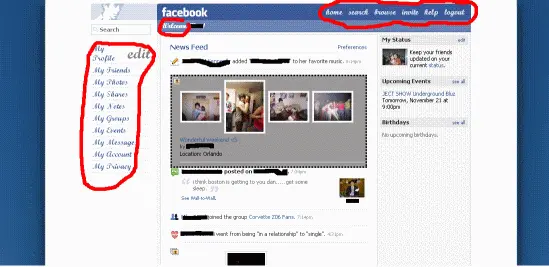 facebook
home search browse invite help logout
Search
Welcome
My Profile edit
My Friends
My Photos
My Shares
My Notes
My Groups
My Events
My Message
My Account
My Privacy
News Feed
Preferences
added to her favorite music.
Wonderful Weekend <3
by
Location: Orlando
posted on
i think boston is getting to you dan..... get some
sleep.
See Wall-to-Wall.
joined the group Corvette Z06 Fans.
went from being "in a relationship" to "single".
My Status
edit
Keep your friends
updated on your
current status.
Upcoming Events
see all
JECT SHOW Underground Bluz
Tomorrow, November 21 at
9:00pm
Birthdays
see all
No upcoming birthdays.